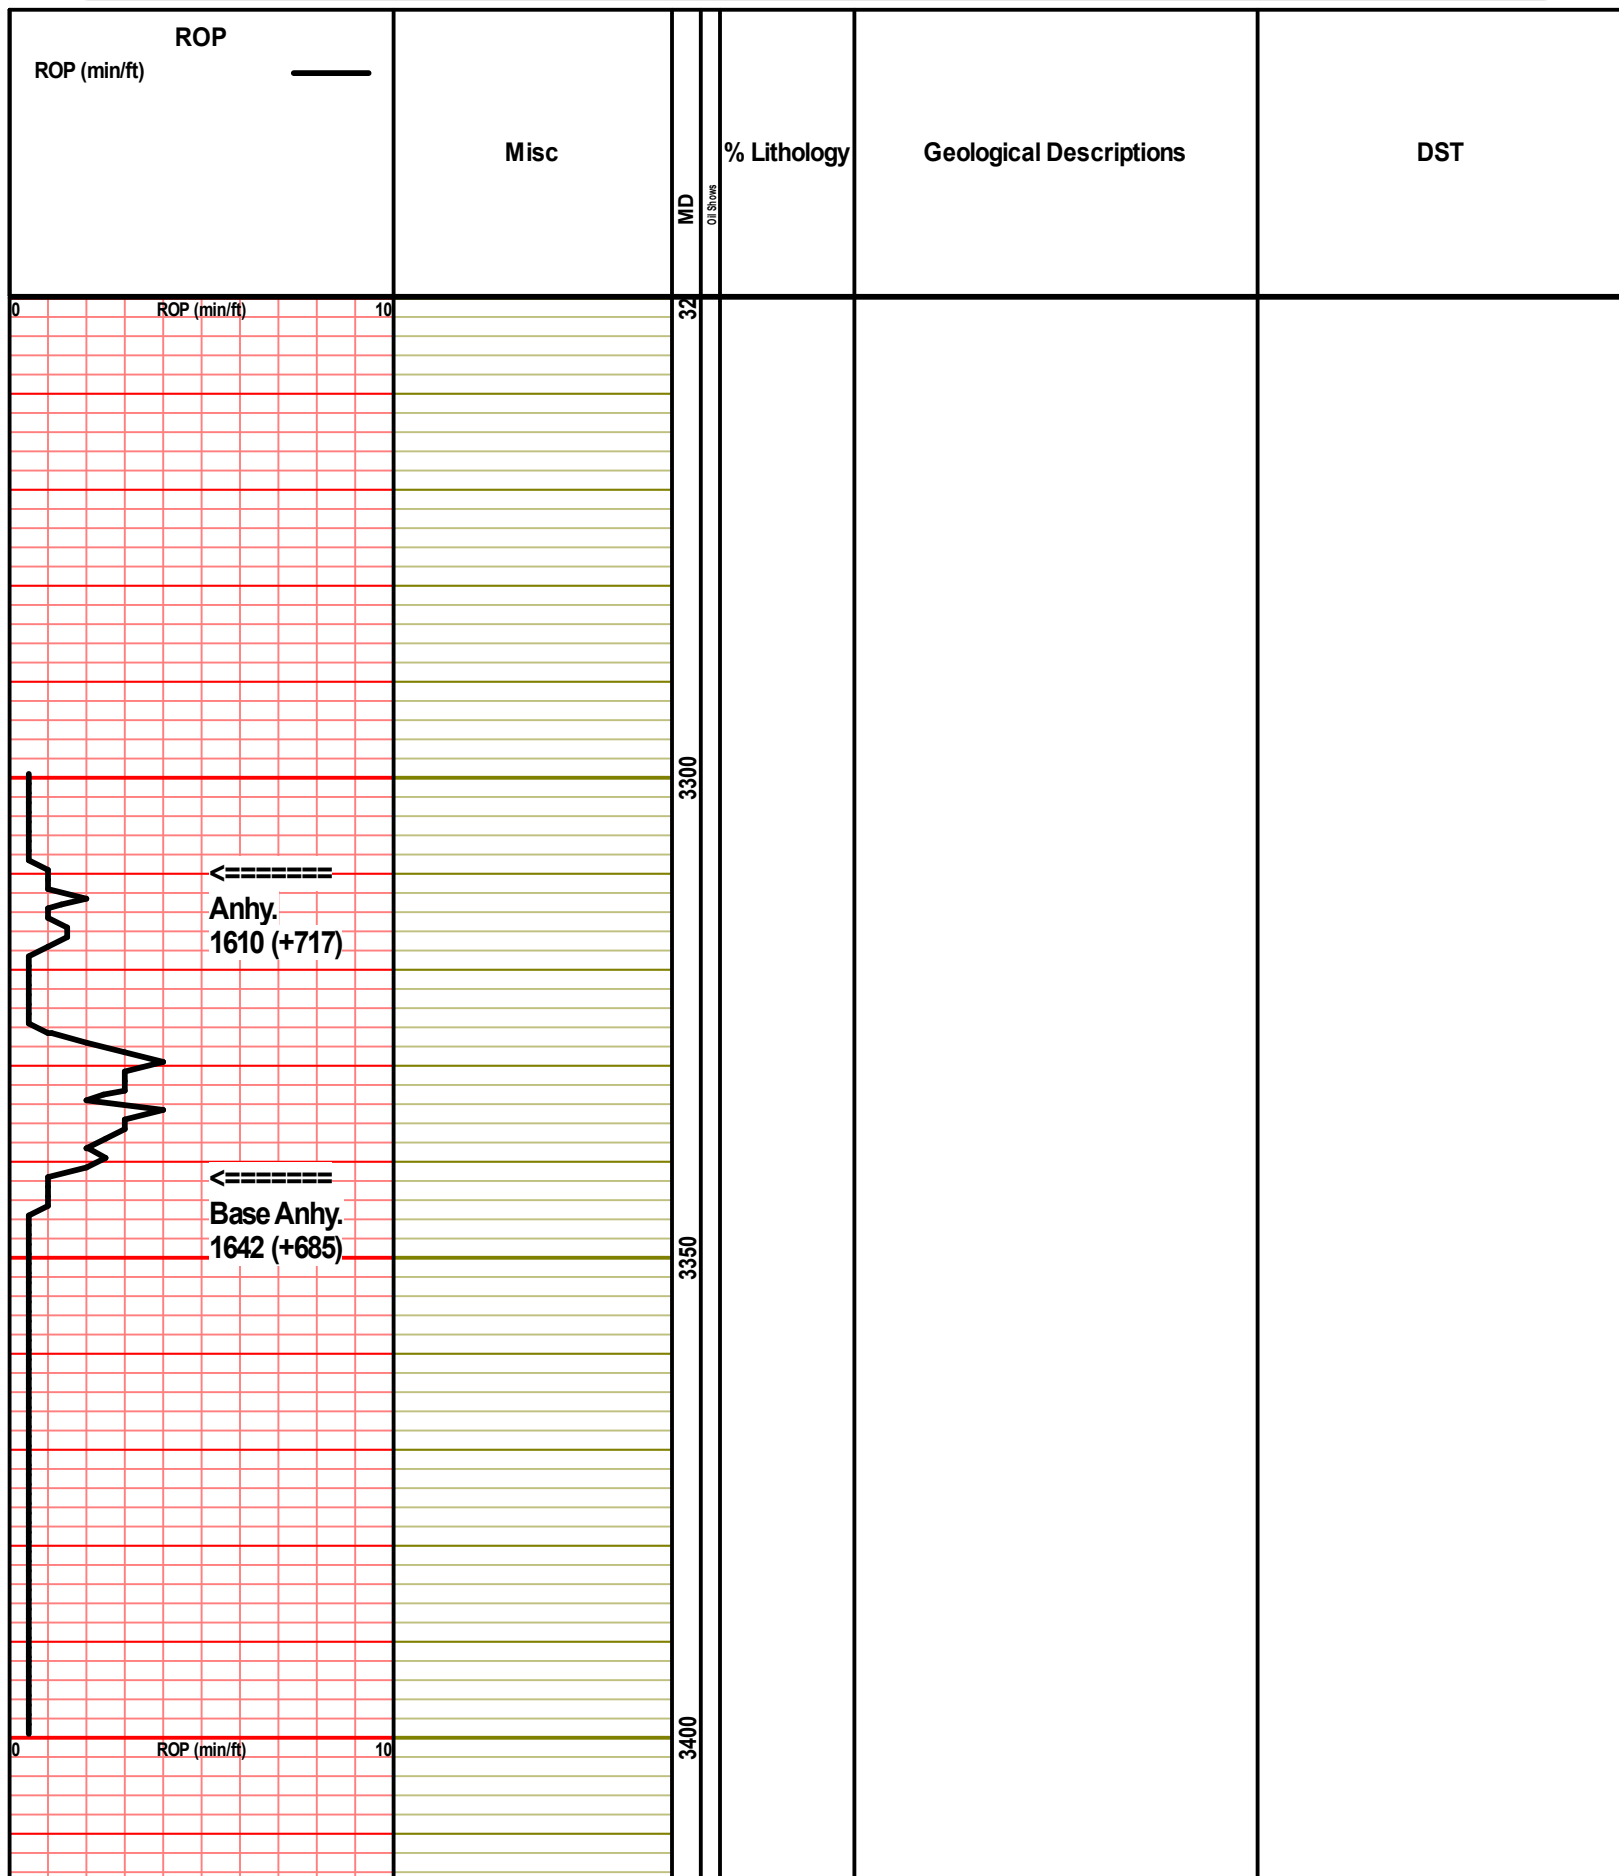 ROP
ROP (min/ft)
Misc
MD
Oil Shows
% Lithology
Geological Descriptions
DST
0 ROP (min/ft) 10
32
3300
<=======
Anhy.
1610 (+717)
<=======
Base Anhy.
1642 (+685)
3350
3400
0 ROP (min/ft) 10